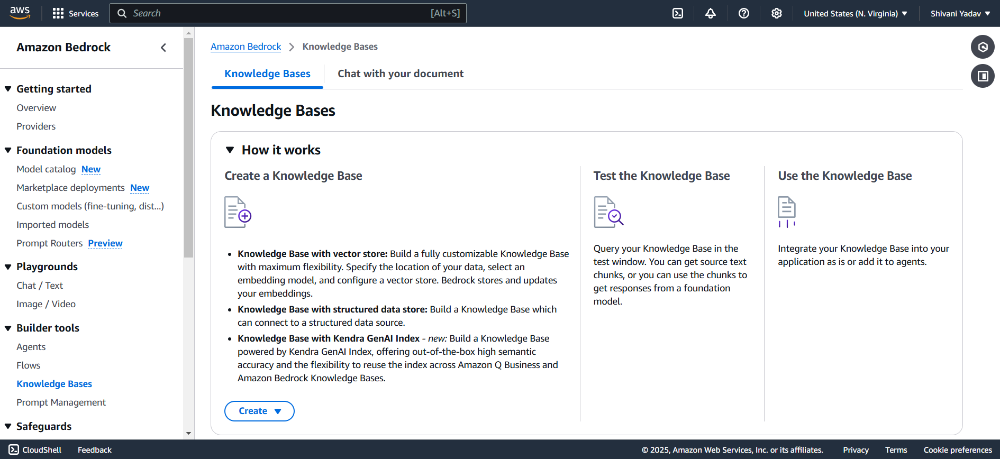 aws
Services
Search
[Alt+S]
United States (N. Virginia)
Shivani Yadav
Amazon Bedrock
Getting started
Overview
Providers
Foundation models
Model catalog New
Marketplace deployments New
Custom models (fine-tuning, dist...)
Imported models
Prompt Routers Preview
Playgrounds
Chat / Text
Image / Video
Builder tools
Agents
Flows
Knowledge Bases
Prompt Management
Safeguards
Amazon Bedrock > Knowledge Bases
Knowledge Bases
Chat with your document
Knowledge Bases
How it works
Create a Knowledge Base
• Knowledge Base with vector store: Build a fully customizable Knowledge Base
with maximum flexibility. Specify the location of your data, select an
embedding model, and configure a vector store. Bedrock stores and updates
your embeddings.
• Knowledge Base with structured data store: Build a Knowledge Base which
can connect to a structured data source.
• Knowledge Base with Kendra GenAI Index - new: Build a Knowledge Base
powered by Kendra GenAI Index, offering out-of-the-box high semantic
accuracy and the flexibility to reuse the index across Amazon Q Business and
Amazon Bedrock Knowledge Bases.
Create
Test the Knowledge Base
Query your Knowledge Base in the
test window. You can get source text
chunks, or you can use the chunks to
get responses from a foundation
model.
Use the Knowledge Base
Integrate your Knowledge Base into your
application as is or add it to agents.
CloudShell
Feedback
© 2025, Amazon Web Services, Inc. or its affiliates.
Privacy
Terms
Cookie preferences